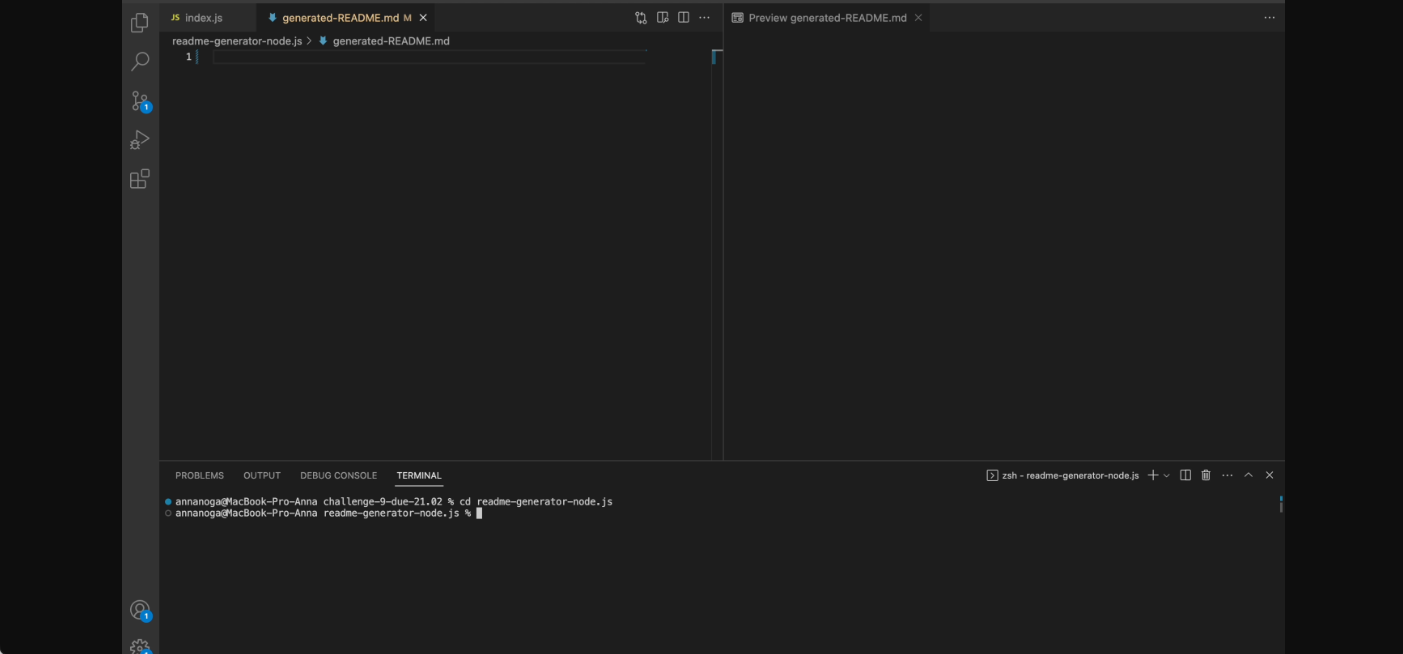 JS index.js
generated-README.md M
Preview generated-README.md
readme-generator-node.js > generated-README.md
1
1
PROBLEMS OUTPUT DEBUG CONSOLE TERMINAL
zsh - readme-generator-node.js
annanoga@MacBook-Pro-Anna challenge-9-due-21.02 % cd readme-generator-node.js
annanoga@MacBook-Pro-Anna readme-generator-node.js %
1